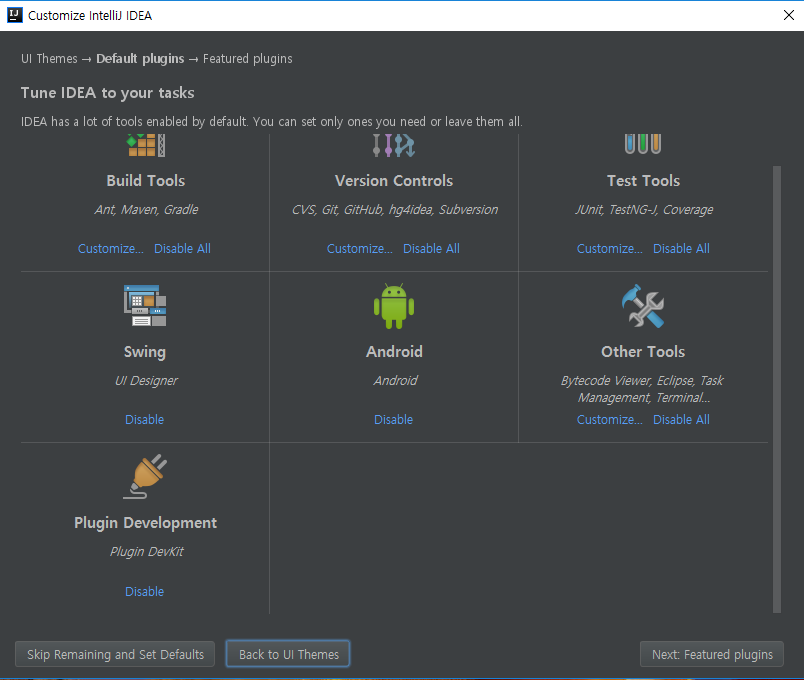 IJ
Customize IntelliJ IDEA
UI Themes → Default plugins → Featured plugins
Tune IDEA to your tasks
IDEA has a lot of tools enabled by default. You can set only ones you need or leave them all.
Build Tools
Ant, Maven, Gradle
Customize... Disable All
Version Controls
CVS, Git, GitHub, hg4idea, Subversion
Customize... Disable All
Test Tools
JUnit, TestNG-J, Coverage
Customize... Disable All
Swing
UI Designer
Disable
Android
Android
Disable
Other Tools
Bytecode Viewer, Eclipse, Task
Management, Terminal...
Customize... Disable All
Plugin Development
Plugin DevKit
Disable
Skip Remaining and Set Defaults
Back to UI Themes
Next: Featured plugins